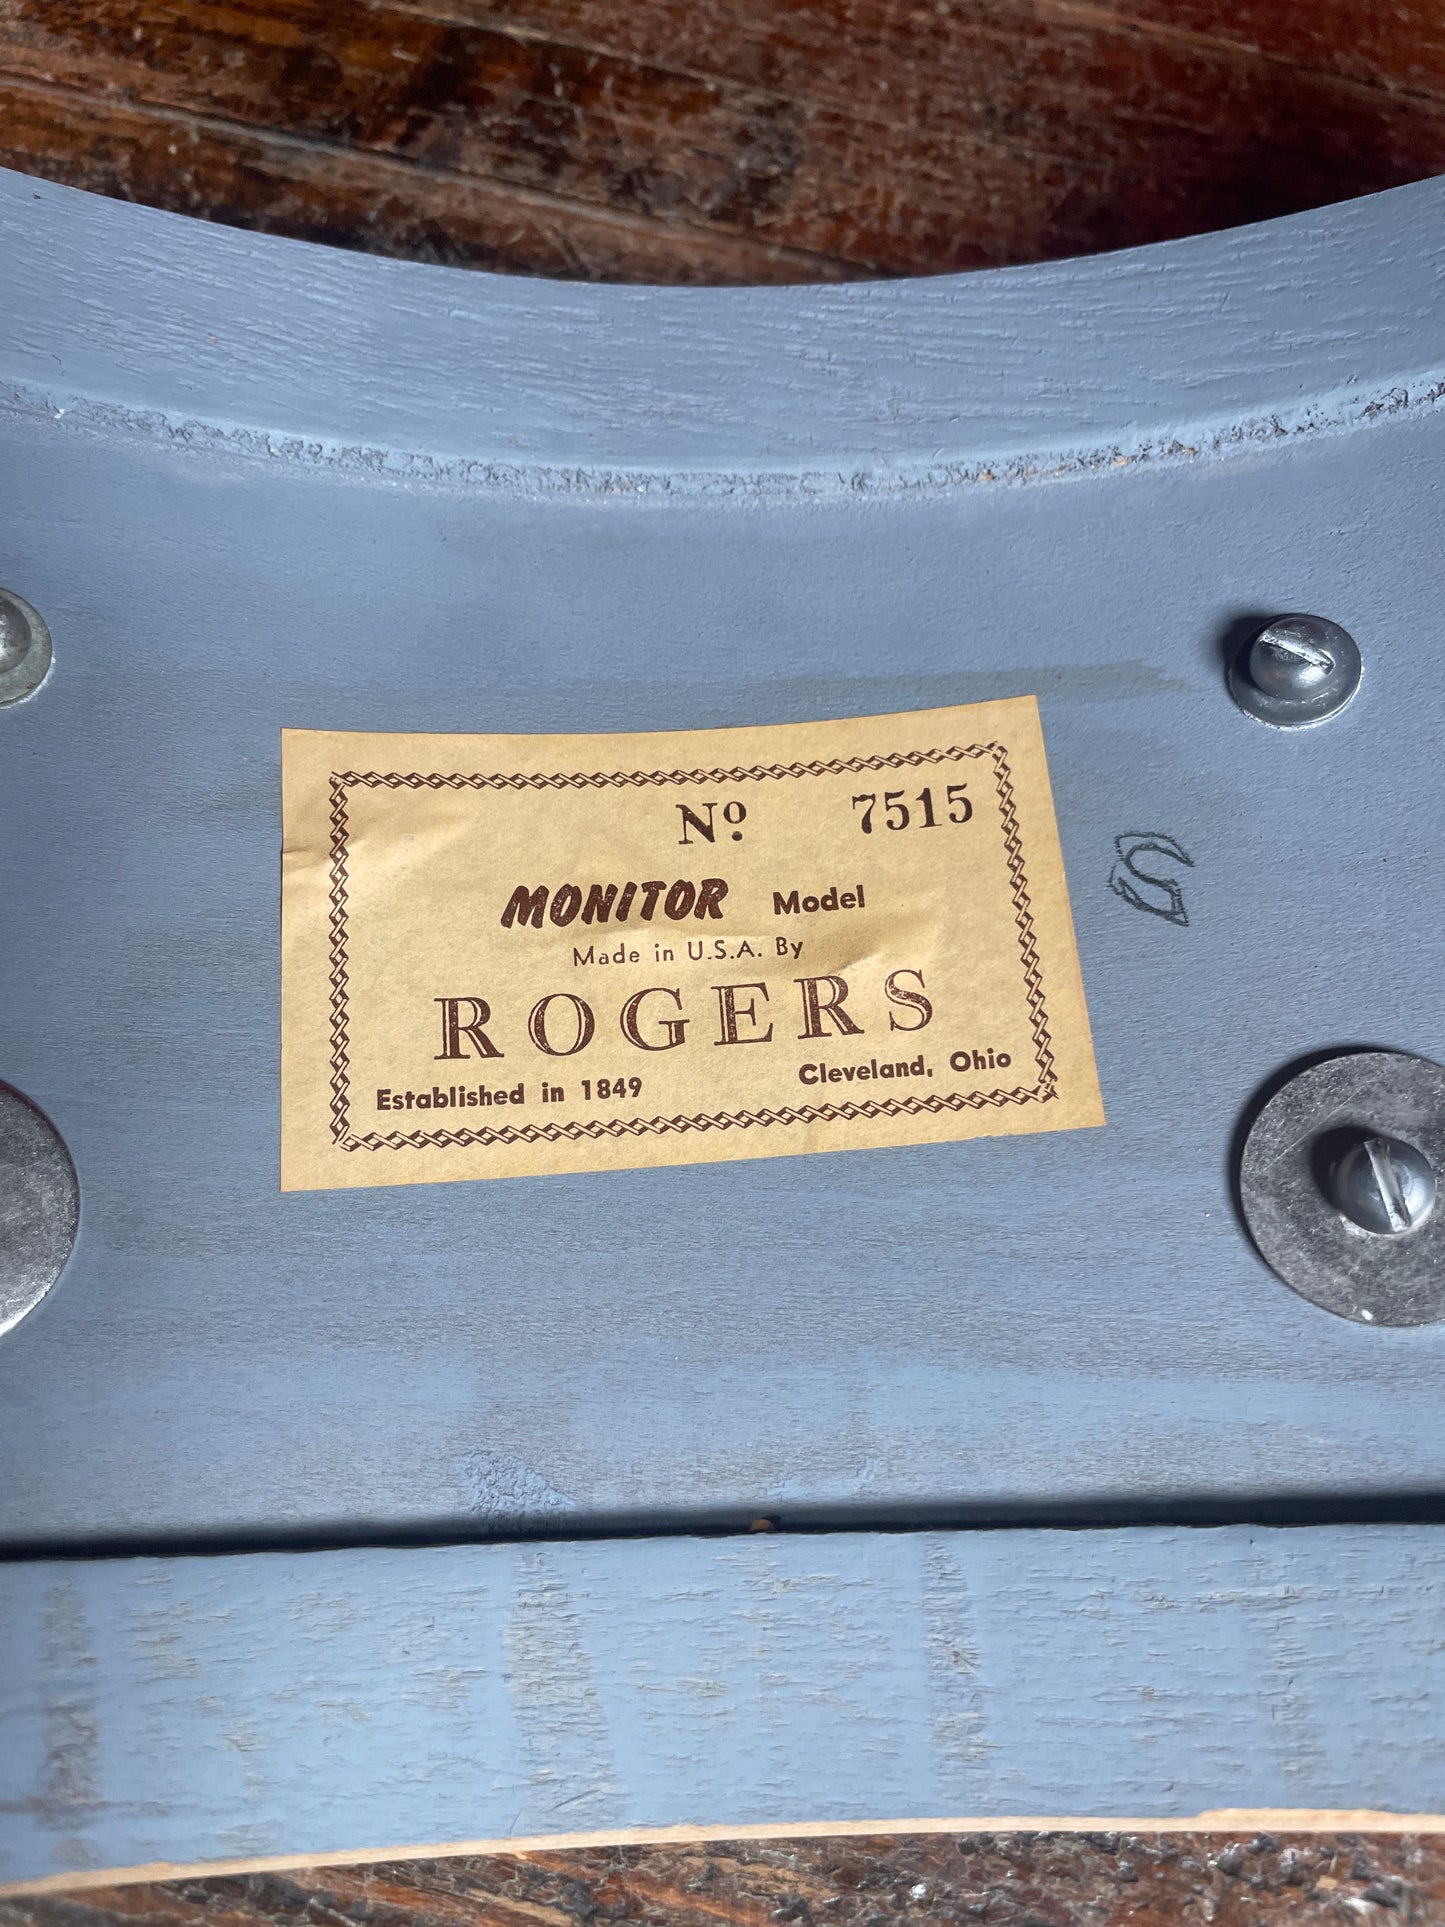 Nº 7515
MONITOR Model
Made in U.S.A. By
ROGERS
Established in 1849 Cleveland, Ohio
S